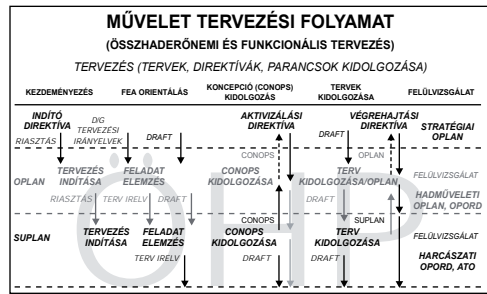 MŰVELET TERVEZÉSI FOLYAMAT
(ÖSSZHADERŐNEMI ÉS FUNKCIONÁLIS TERVEZÉS)
TERVEZÉS (TERVEK, DIREKTÍVÁK, PARANCSOK KIDOLGOZÁSA)
KEZDEMÉNYEZÉS FEA ORIENTÁLÁS KONCEPCIÓ (CONOPS) KIDOLGOZÁS TERVEK KIDOLGOZÁSA FELÜLVIZSGÁLAT
INDÍTÓ DIREKTÍVA D/G TERVEZÉSI IRÁNYELVEK DRAFT AKTIVIZÁLÁSI DIREKTÍVA DRAFT VÉGREHAJTÁSI DIREKTÍVA STRATÉGIAI OPLAN
RIASZTÁS CONOPS OPLAN
OPLAN TERVEZÉS INDÍTÁSA FELADAT ELEMZÉS CONOPS KIDOLGOZÁSA TERV KIDOLGOZÁSA/OPLAN FELÜLVIZSGÁLAT
RIASZTÁS TERV IRELV DRAFT DRAFT HADMŰVELETI OPLAN, OPORD
CONOPS SUPLAN
SUPLAN TERVEZÉS INDÍTÁSA FELADAT ELEMZÉS CONOPS KIDOLGOZÁSA TERV KIDOLGOZÁSA FELÜLVIZSGÁLAT
TERV IRELV DRAFT DRAFT HARCÁSZATI OPORD, ATO
ÖHP